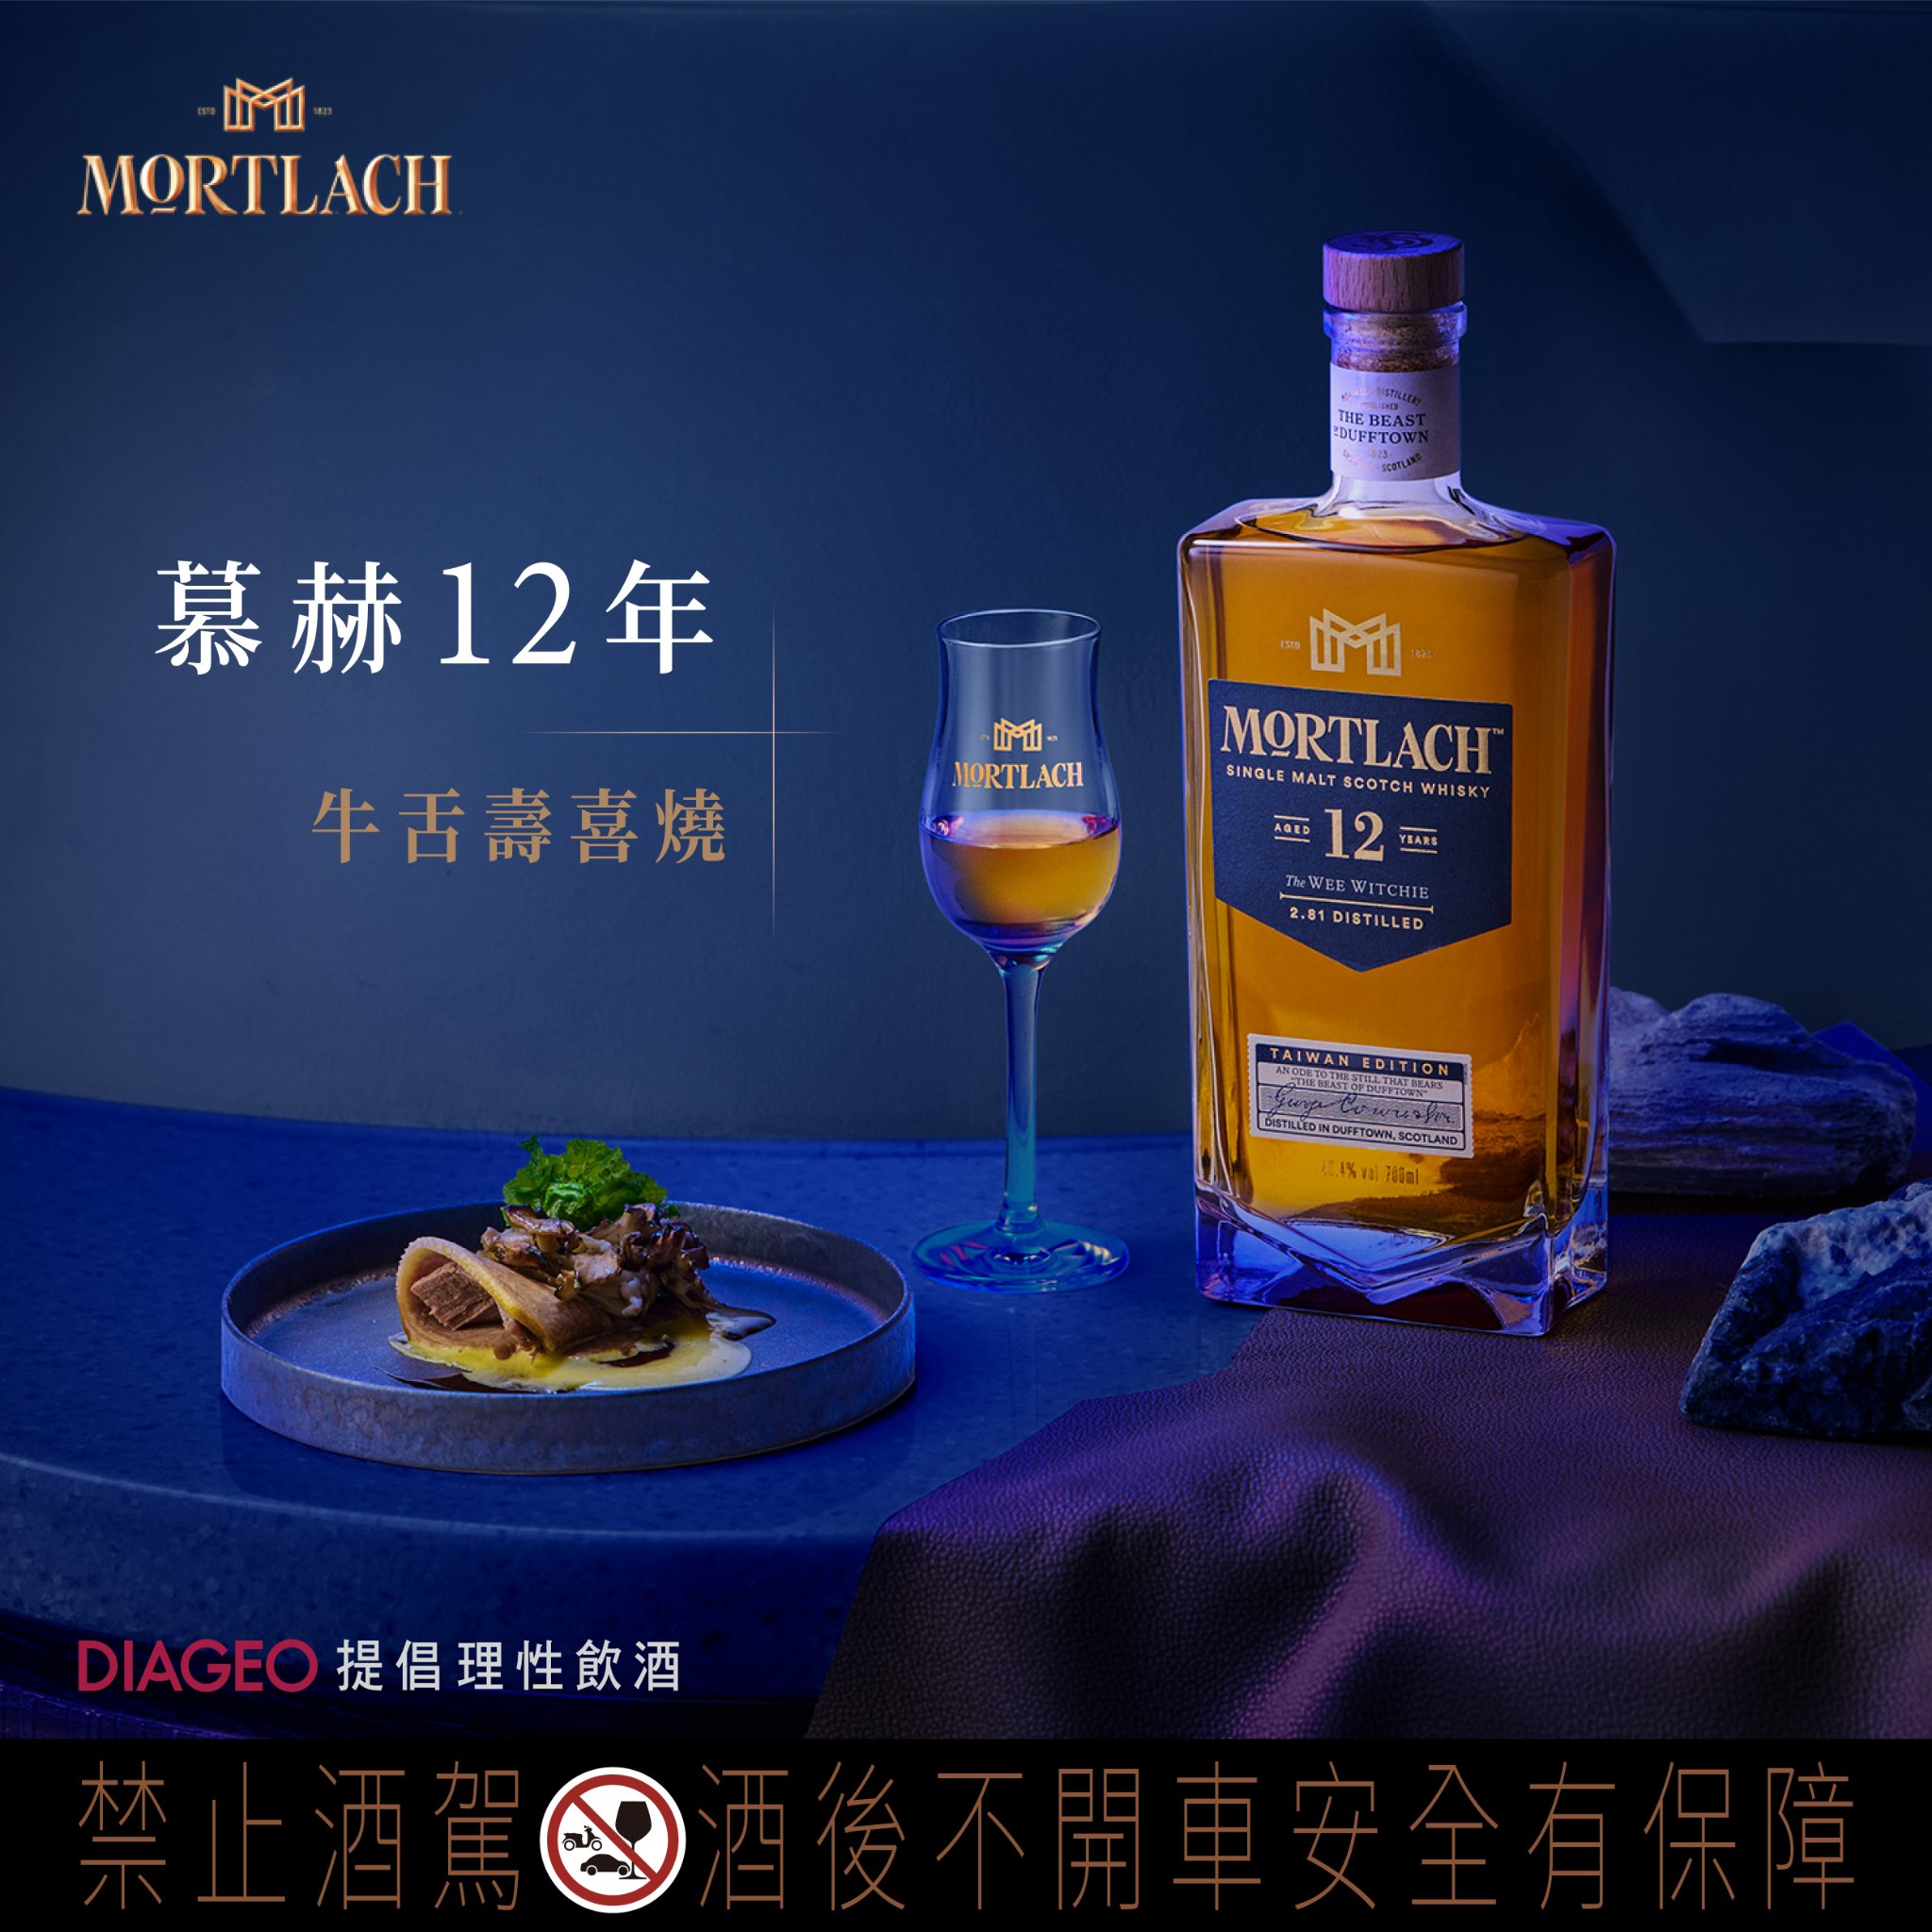 ESTD 1823
MORTLACH
慕赫12年
牛舌壽喜燒
MORTLACH
THE BEAST
OF DUFFTOWN
SCOTLAND
ESTD 1823
MORTLACH™
SINGLE MALT SCOTCH WHISKY
AGED 12 YEARS
The WEE WITCHIE
2.81 DISTILLED
TAIWAN EDITION
AN ODE TO THE STILL THAT BEARS
"THE BEAST OF DUFFTOWN"
DISTILLED IN DUFFTOWN, SCOTLAND
DIAGEO 提倡理性飲酒
禁止酒駕 酒後不開車安全有保障